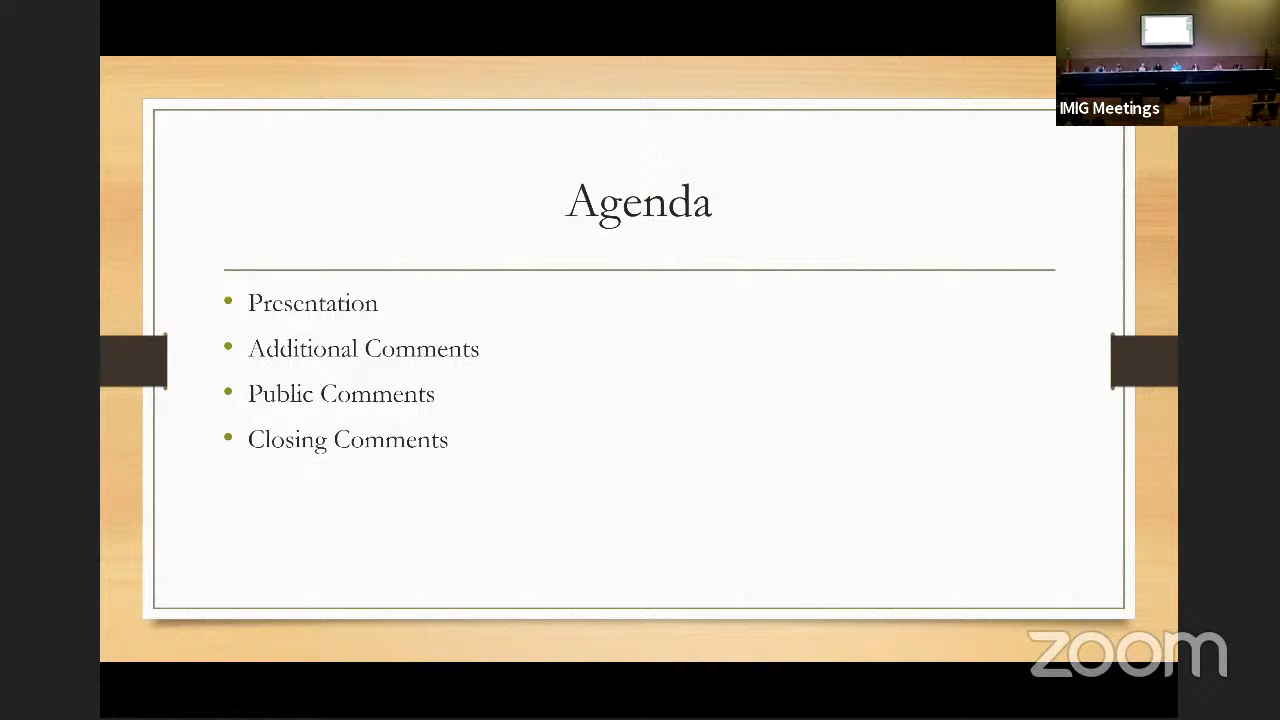 IMIG Meetings
Agenda
Presentation
Additional Comments
Public Comments
Closing Comments
zoom